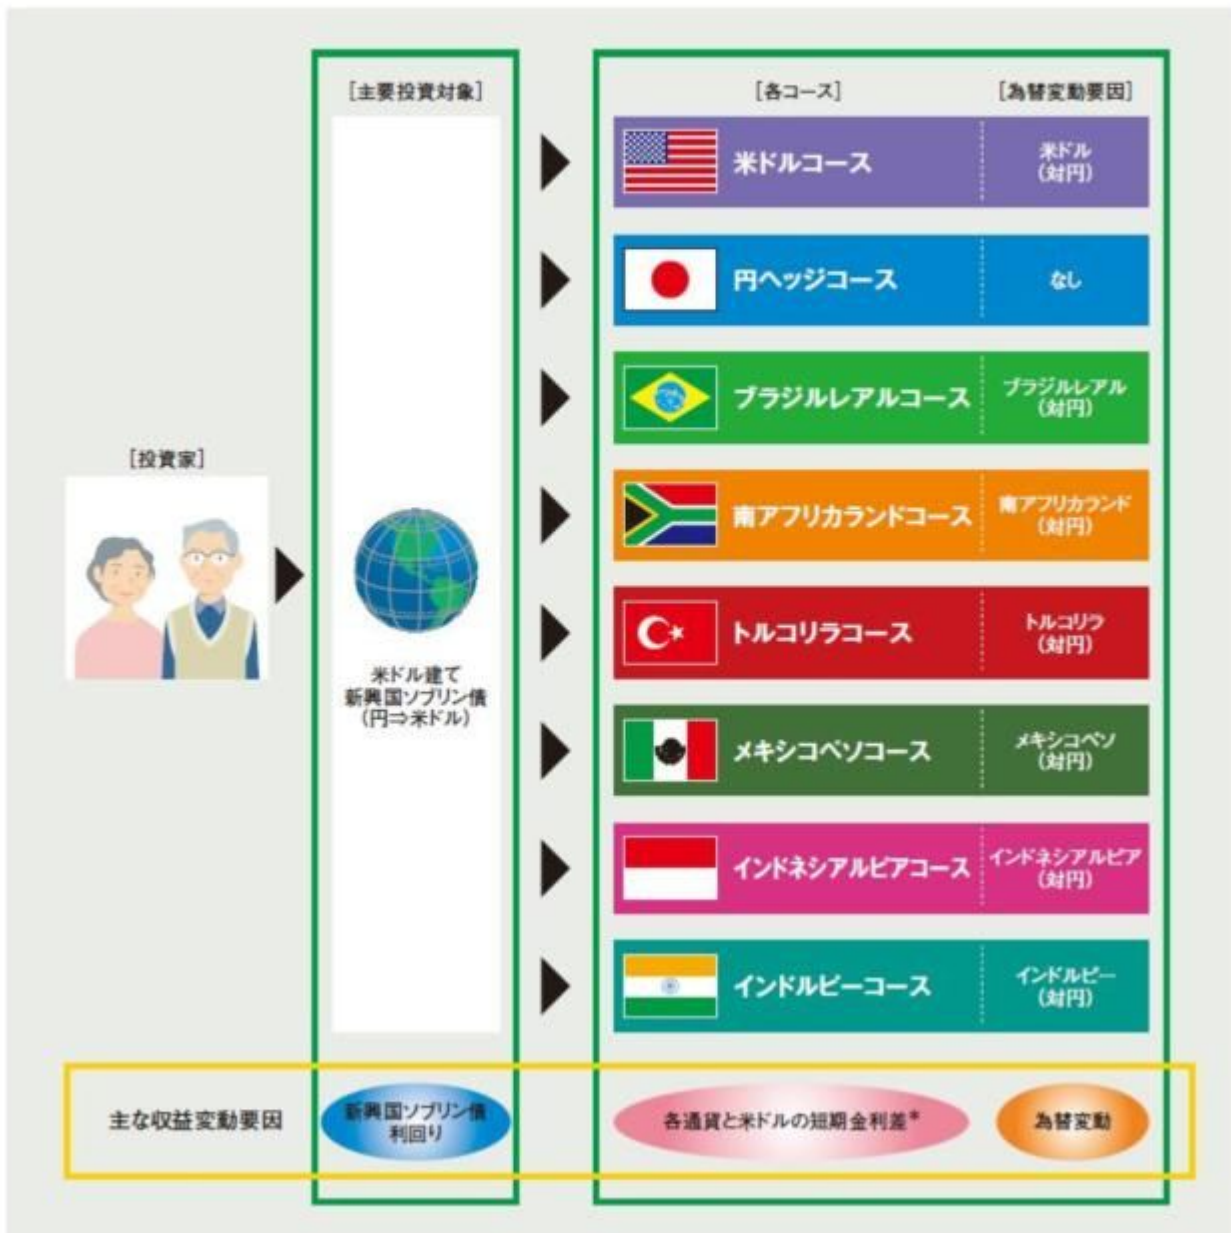 [主要投資対象]
[各コース]
[為替変動要因]
米ドルコース
米ドル
(対円)
円ヘッジコース
なし
ブラジルレアルコース
ブラジルレアル
(対円)
[投資家]
南アフリカランドコース
南アフリカランド
(対円)
トルコリラコース
トルコリラ
(対円)
米ドル建て
新興国ソブリン債
(円⇒米ドル)
メキシコペソコース
メキシコペソ
(対円)
インドネシアルピアコース
インドネシアルピア
(対円)
インドルピーコース
インドルピー
(対円)
主な収益変動要因
新興国ソブリン債
利回り
各通貨と米ドルの短期金利差*
為替変動